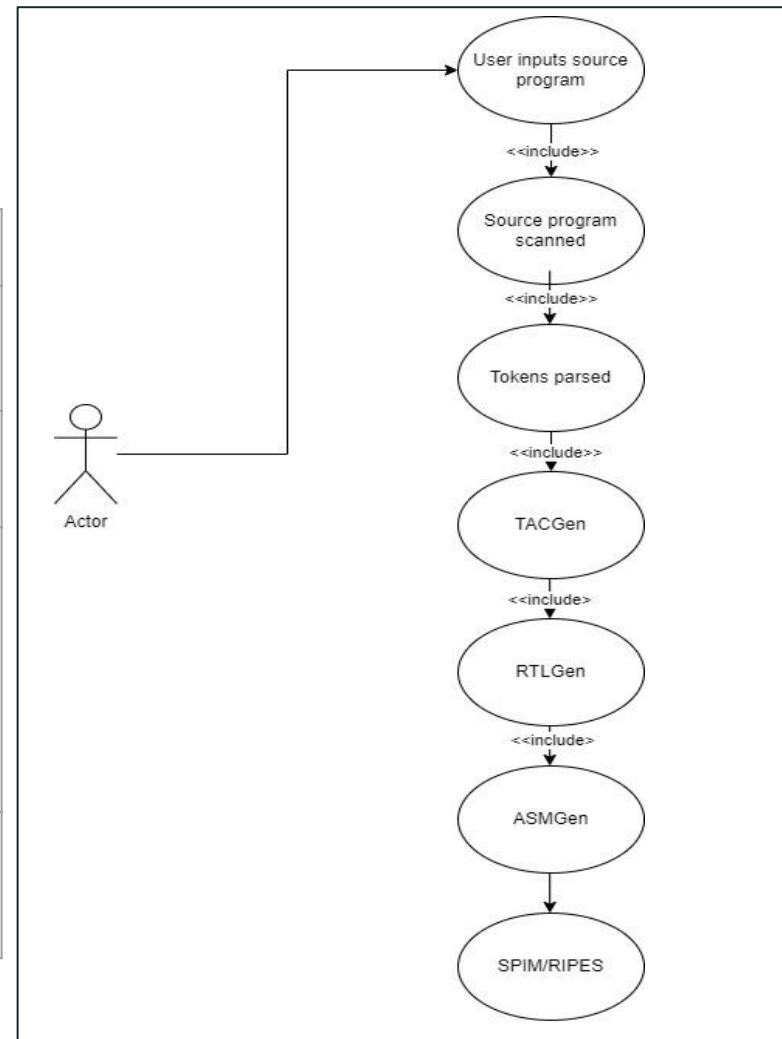 User inputs source
program
<<include>>
Source program
scanned
<<include>>
Tokens parsed
<<include>>
Actor
TACGen
<<include>
RTLGen
<<include>
ASMGen
SPIM/RIPES